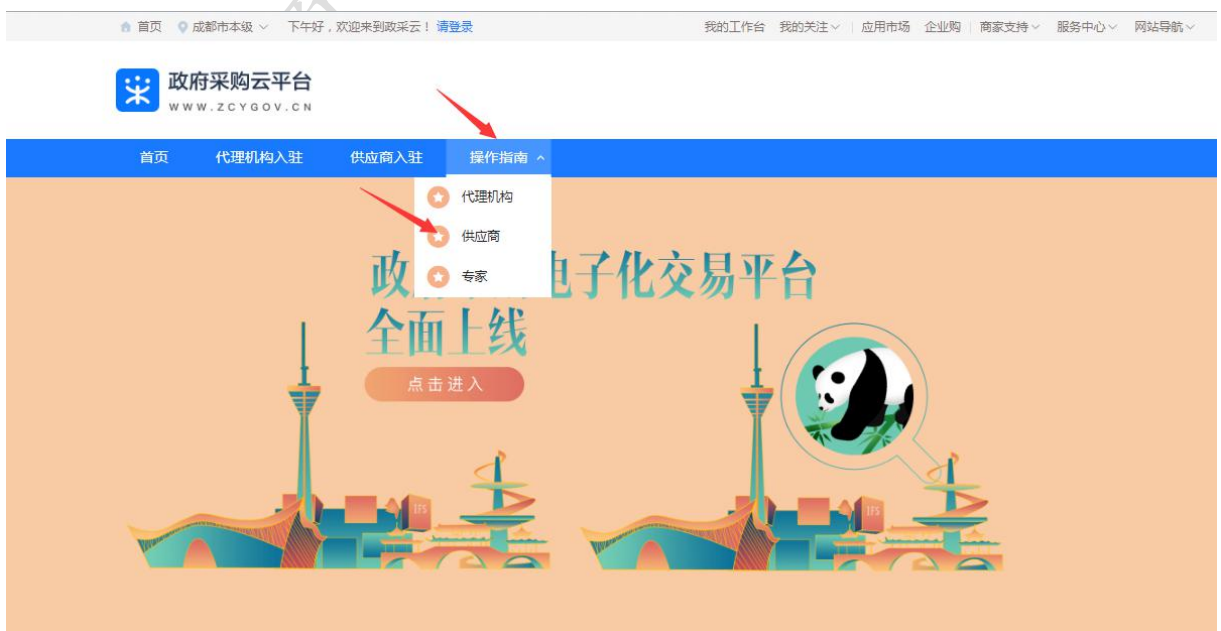 首页 成都市本级 下午好，欢迎来到政采云！请登录 我的工作台 我的关注 应用市场 企业购 商家支持 服务中心 网站导航
政府采购云平台
WWW.ZCYGOV.CN
首页 代理机构入驻 供应商入驻 操作指南
代理机构
供应商
专家
政 电子化交易平台
全面上线
点击进入
IFS IFS